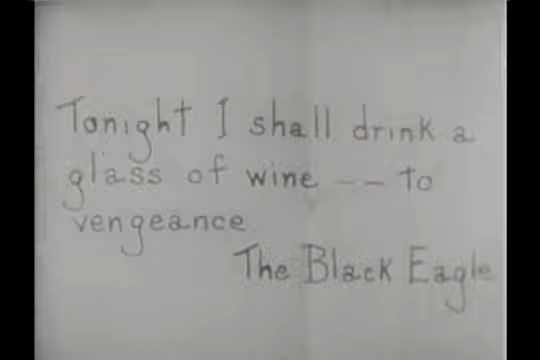 Tonight I shall drink a
glass of wine -- to
vengeance.
The Black Eagle